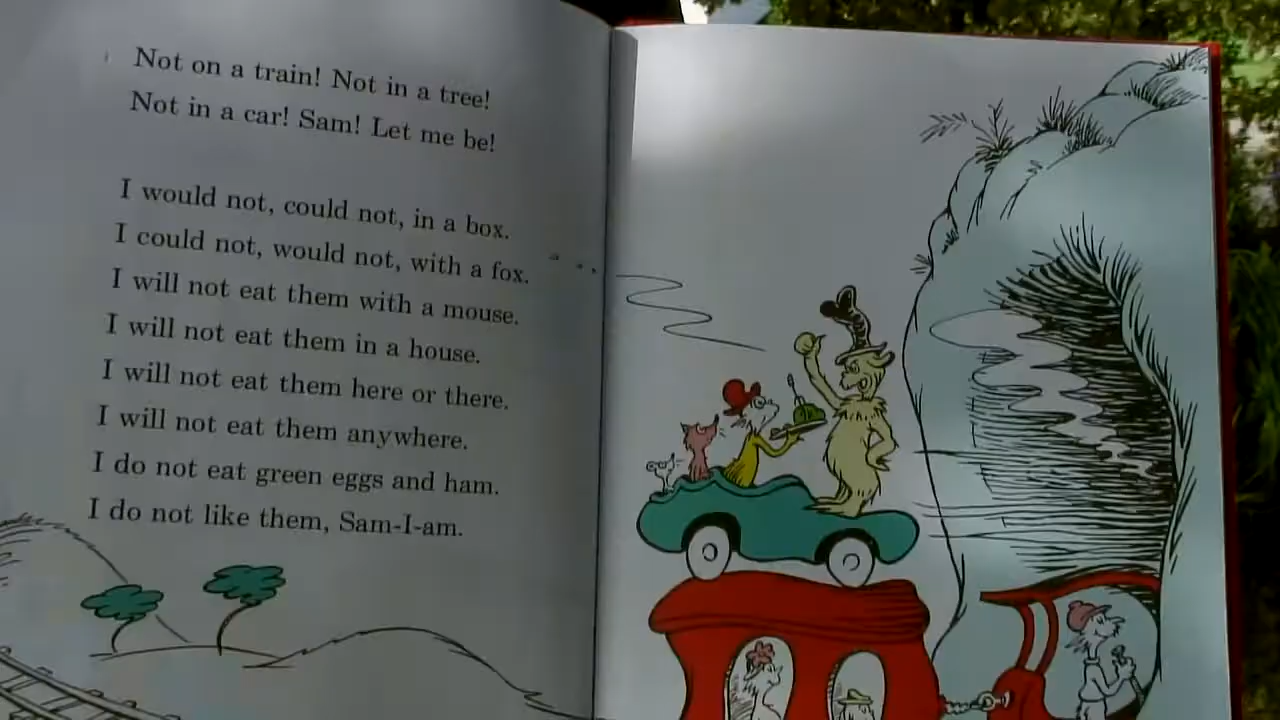 Not on a train! Not in a tree!
Not in a car! Sam! Let me be!
I would not, could not, in a box.
I could not, would not, with a fox.
I will not eat them with a mouse.
I will not eat them in a house.
I will not eat them here or there.
I will not eat them anywhere.
I do not eat green eggs and ham.
I do not like them, Sam-I-am.